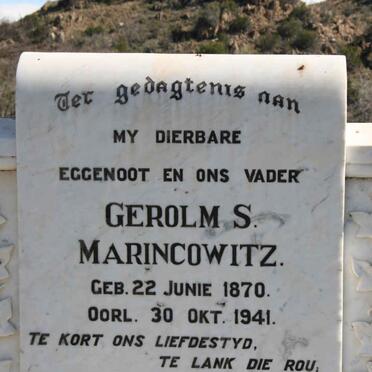 Ter gedagtenis aan
MY DIERBARE
EGGENOOT EN ONS VADER
GEROLM S.
MARINCOWITZ.
GEB. 22 JUNIE 1870.
OORL. 30 OKT. 1941.
TE KORT ONS LIEFDESTYD,
TE LANK DIE ROU,